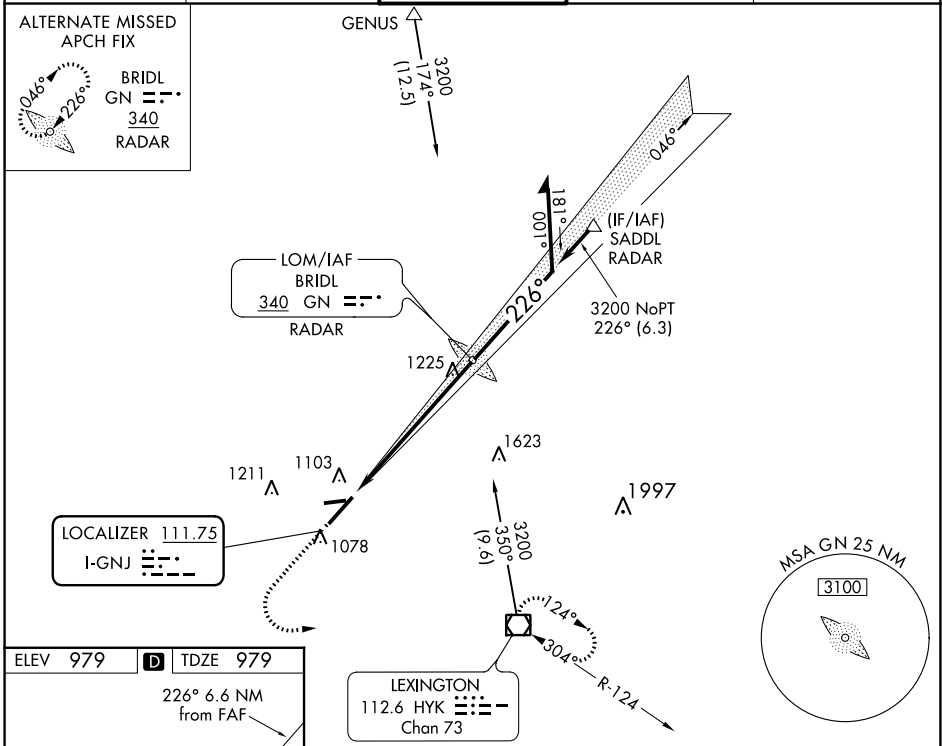 ALTERNATE MISSED
APCH FIX
046°
226°
BRIDL
GN
340
RADAR
GENUS
3200
174°
(12.5)
046°
181°
001°
(IF/IAF)
SADDL
RADAR
LOM/IAF
BRIDL
340 GN
RADAR
226°
3200 NoPT
226° (6.3)
1225
1623
1211
1103
1997
LOCALIZER 111.75
I-GNJ
1078
3200
350°
(9.6)
MSA GN 25 NM
3100
124°
304°
R-124
ELEV 979 D TDZE 979
226° 6.6 NM
from FAF
LEXINGTON
112.6 HYK
Chan 73